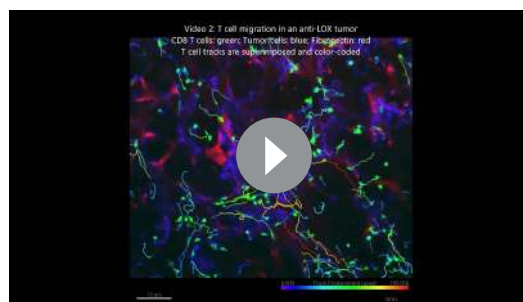 Video 2: T cell migration in an anti-LOX tumor
CD8 T cells: green; Tumor cells: blue; Fibronectin: red
T cell tracks are superimposed and color-coded